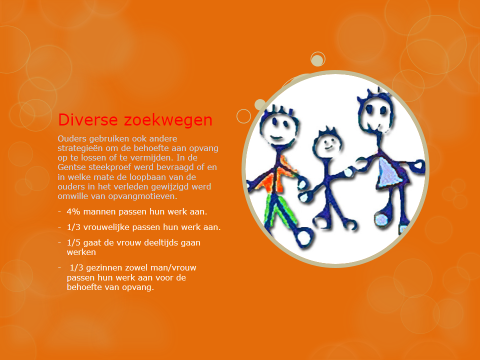 Diverse zoekwegen
Ouders gebruiken ook andere
strategieën om de behoefte aan opvang
op te lossen of te vermijden. In de
Gentse steekproef werd bevraagd of en
in welke mate de loopbaan van de
ouders in het verleden gewijzigd werd
omwille van opvangmotieven.
- 4% mannen passen hun werk aan.
- 1/3 vrouwelijke passen hun werk aan.
- 1/5 gaat de vrouw deeltijds gaan
werken
- 1/3 gezinnen zowel man/vrouw
passen hun werk aan voor de
behoefte van opvang.